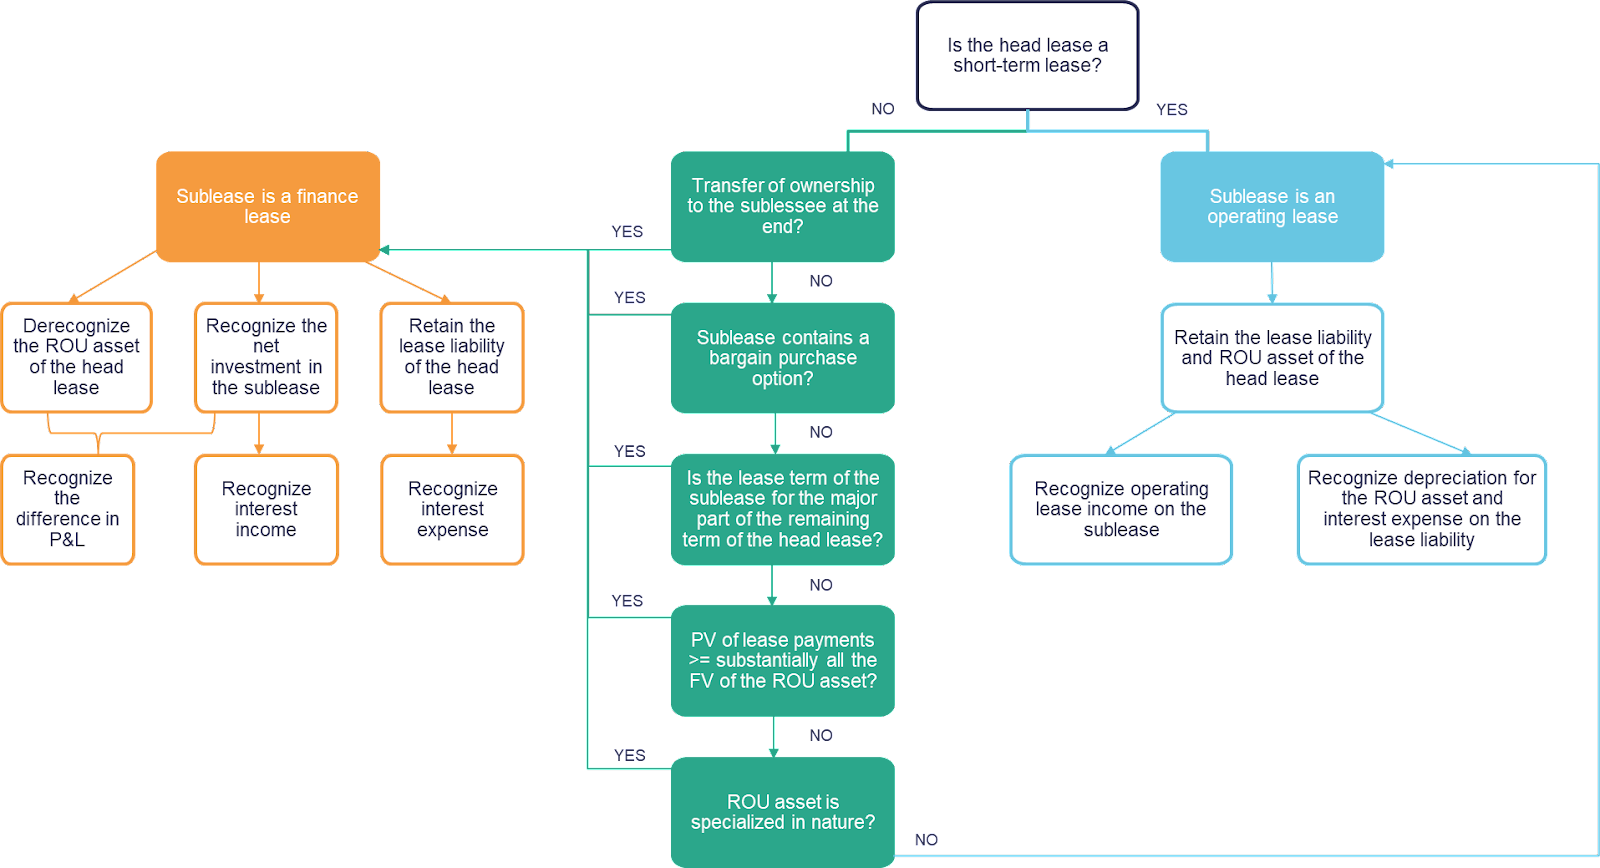 Is the head lease a
short-term lease?
NO
YES
Sublease is a finance
lease
Transfer of ownership
to the sublessee at the
end?
Sublease is an
operating lease
YES
NO
YES
Derecognize
the ROU asset
of the head
lease
Recognize the
net
investment in
the sublease
Retain the
lease liability
of the head
lease
Sublease contains a
bargain purchase
option?
Retain the lease liability
and ROU asset of the
head lease
NO
YES
Recognize
the
difference in
P&L
Recognize
interest
income
Recognize
interest
expense
Is the lease term of the
sublease for the major
part of the remaining
term of the head lease?
Recognize operating
lease income on the
sublease
Recognize depreciation for
the ROU asset and
interest expense on the
lease liability
NO
YES
PV of lease payments
>= substantially all the
FV of the ROU asset?
NO
YES
ROU asset is
specialized in nature?
NO